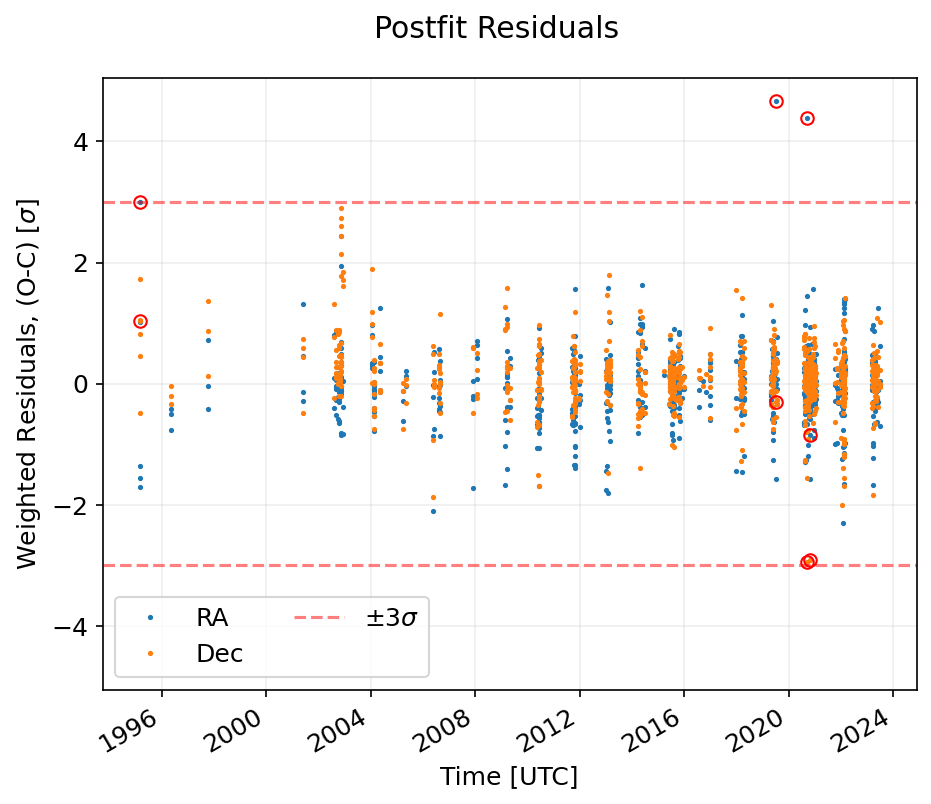 Postfit Residuals
Weighted Residuals, (O-C) [σ]
4
2
0
−2
−4
RA
Dec
±3σ
1996
2000
2004
2008
2012
2016
2020
2024
Time [UTC]